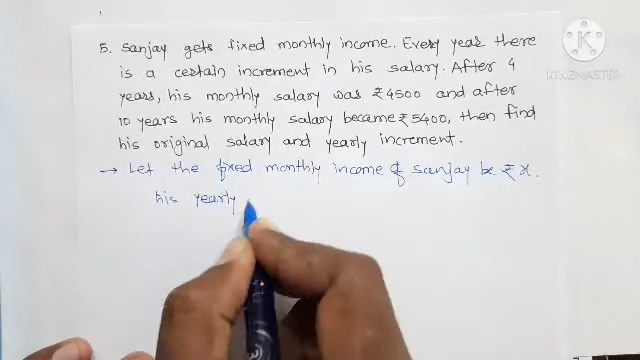 5. Sanjay gets fixed monthly income. Every year there
is a certain increment in his salary. After 4
years, his monthly salary was ₹4500 and after
10 years his monthly salary became ₹5400, then find
his original salary and yearly increment.
→ Let the fixed monthly income of Sanjay be ₹ x.
his yearly
KINEMASTER